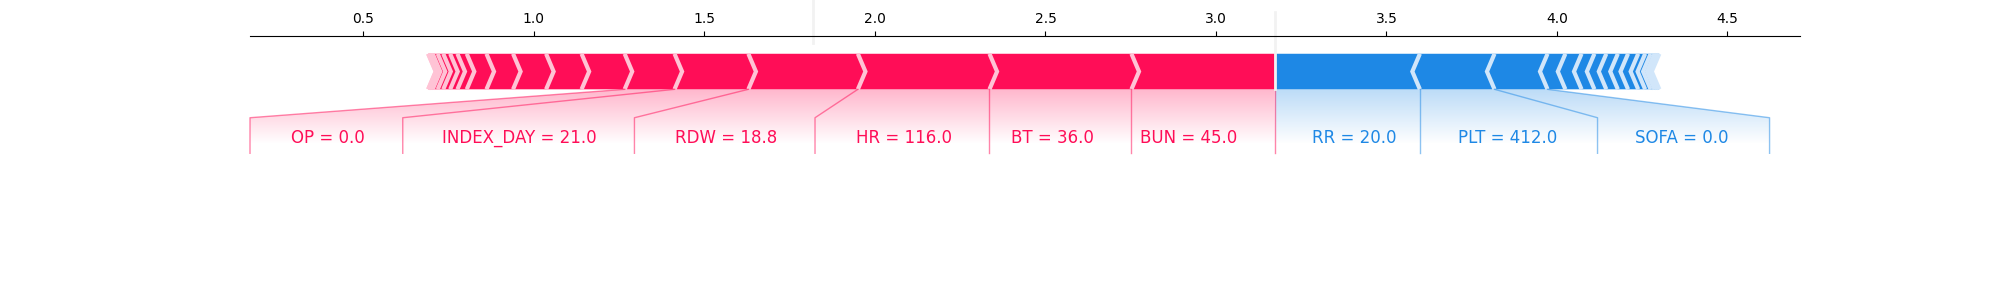 0.5 1.0 1.5 2.0 2.5 3.0 3.5 4.0 4.5
OP = 0.0 INDEX_DAY = 21.0 RDW = 18.8 HR = 116.0 BT = 36.0 BUN = 45.0 RR = 20.0 PLT = 412.0 SOFA = 0.0